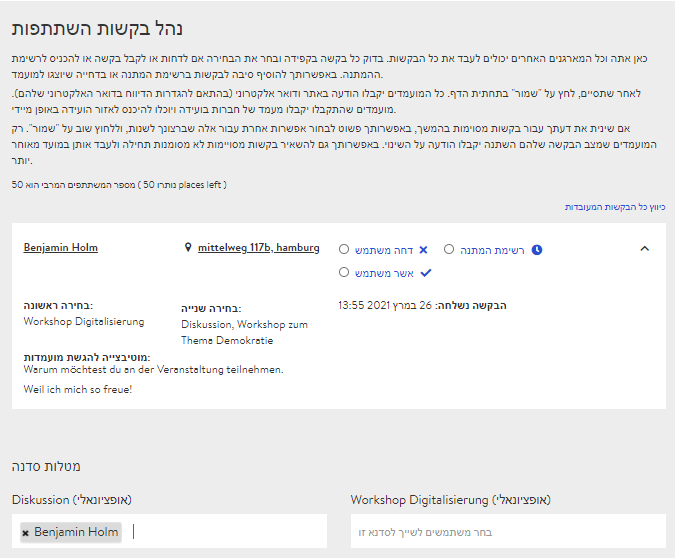 נהל בקשות השתתפות
כאן אתה וכל המארגנים האחרים יכולים לעבד את כל הבקשות. בדוק כל בקשה בקפידה ובחר את הבחירה אם לדחות או לקבל בקשה או להכניס לרשימת
ההמתנה. באפשרותך להוסיף סיבה לבקשות ברשימת המתנה או בדחייה שיוצגו למועמד.
לאחר שתסיים, לחץ על "שמור" בתחתית הדף. כל המועמדים יקבלו הודעה באתר ודואר אלקטרוני (בהתאם להגדרות הדיווח בדואר האלקטרוני שלהם).
מועמדים שהתקבלו יקבלו מעמד של חברות בועידה ויוכלו להיכנס לאזור הועידה באופן מיידי.
אם שינית את דעתך עבור בקשות מסוימות בהמשך, באפשרותך פשוט לבחור אפשרות אחרת עבור אלה שברצונך לשנות, וללחוץ שוב על "שמור". רק
המועמדים שמצב הבקשה שלהם השתנה יקבלו הודעה על השינוי. באפשרותך גם להשאיר בקשות מסויימות לא מסומנות תחילה ולעבד אותן במועד מאוחר
יותר.
מספר המשתתפים המרבי הוא 50 ( נותרו 50 places left )
כיווץ כל הבקשות המעובדות
Benjamin Holm
mittelweg 117b, hamburg
דחה משתמש
רשימת המתנה
אשר משתמש
בחירה ראשונה:
Workshop Digitalisierung
בחירה שנייה:
Diskussion, Workshop zum
Thema Demokratie
הבקשה נשלחה: 26 במרץ 2021 13:55
מוטיבצייה להגשת מועמדות:
Warum möchtest du an der Veranstaltung teilnehmen.
Weil ich mich so freue!
מטלות סדנה
Diskussion (אופציונאלי)
Workshop Digitalisierung (אופציונאלי)
Benjamin Holm
בחר משתמשים לשייך לסדנא זו